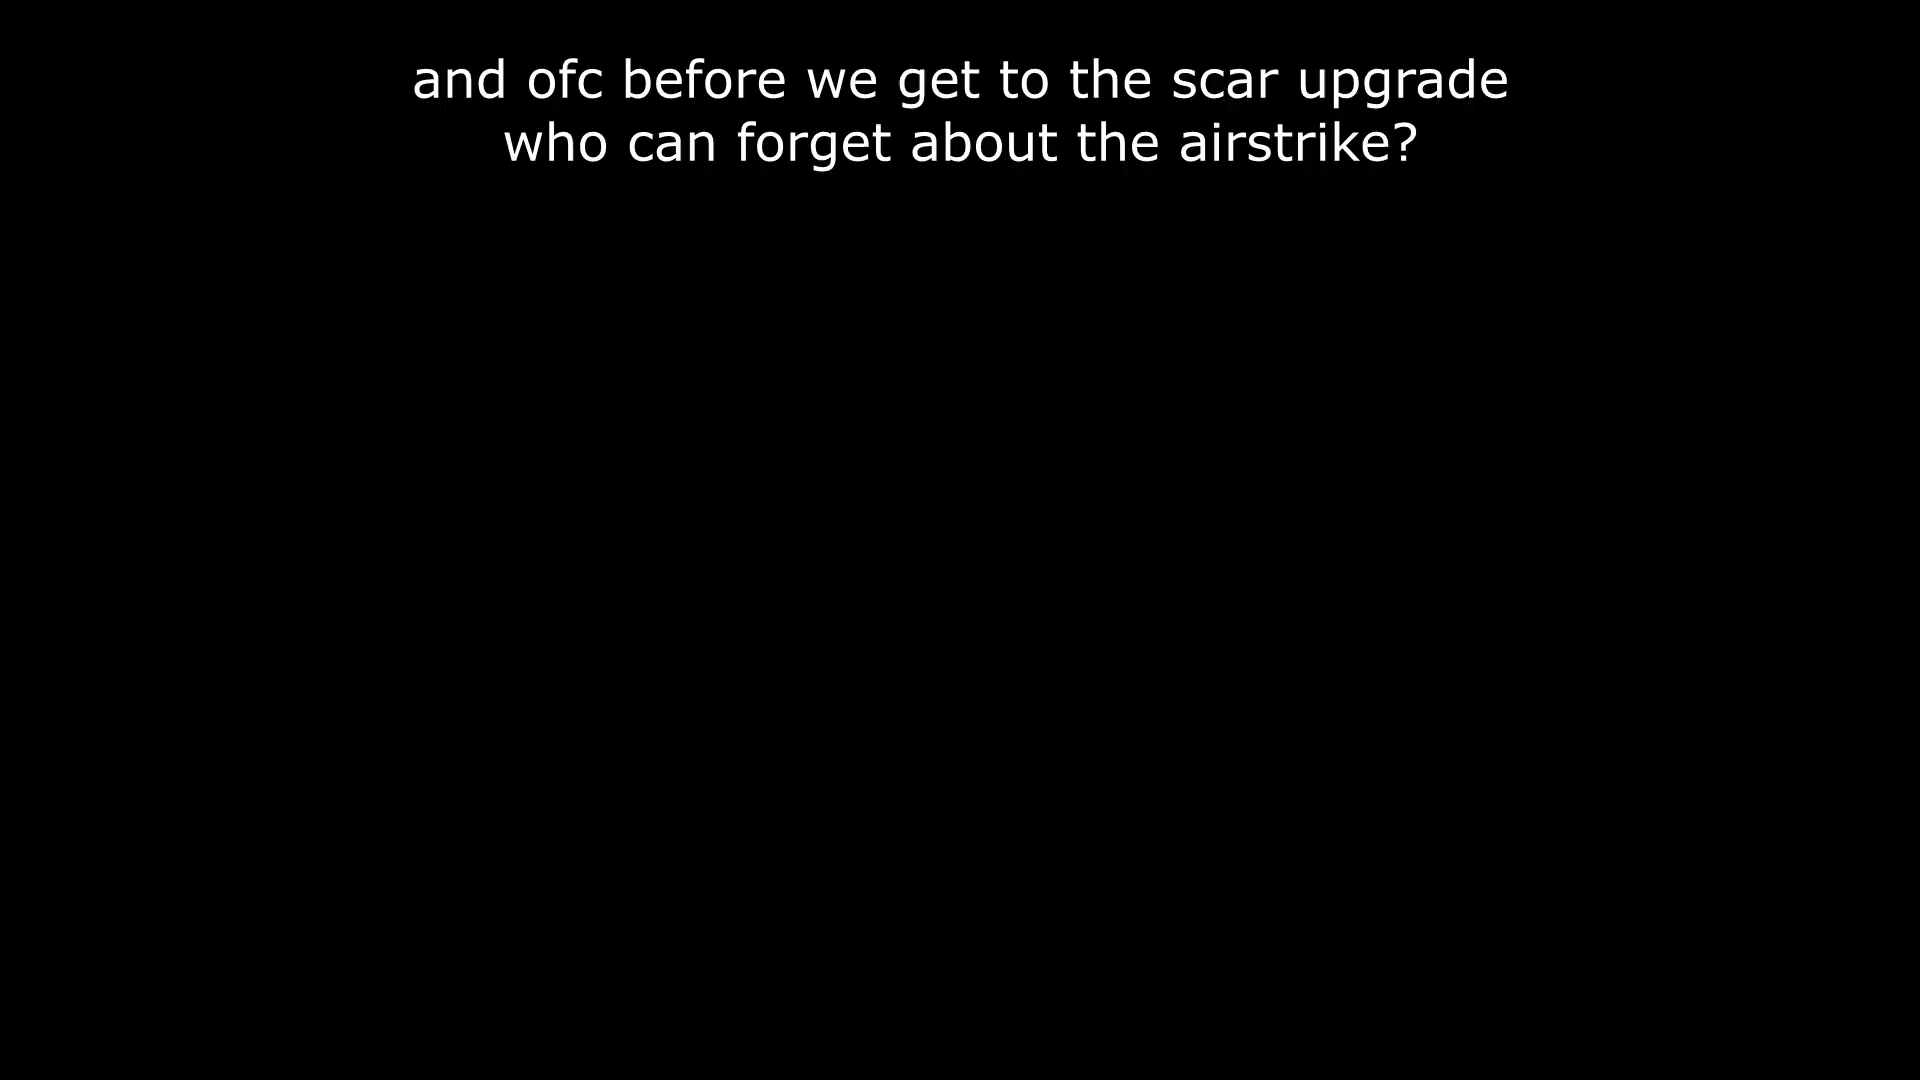 and ofc before we get to the scar upgrade
who can forget about the airstrike?